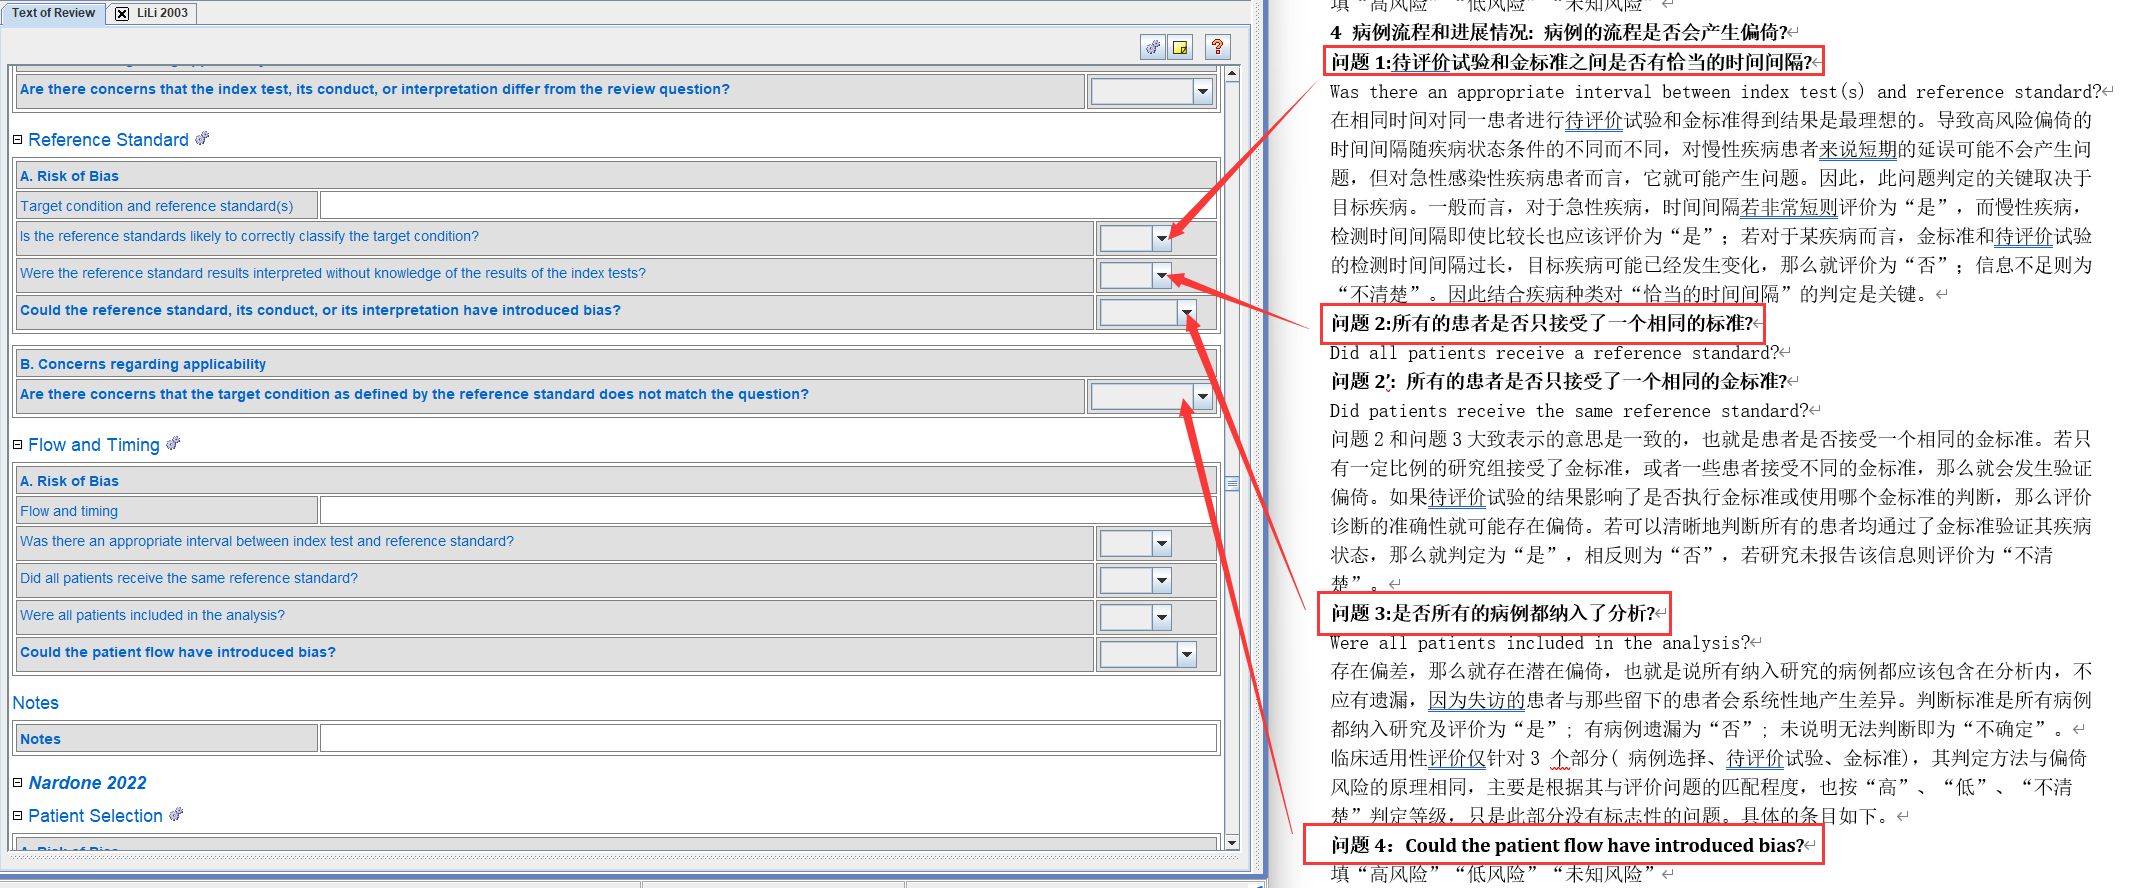 Text of Review
LiLi 2003
Are there concerns that the index test, its conduct, or interpretation differ from the review question?
Reference Standard
A. Risk of Bias
Target condition and reference standard(s)
Is the reference standards likely to correctly classify the target condition?
Were the reference standard results interpreted without knowledge of the results of the index tests?
Could the reference standard, its conduct, or its interpretation have introduced bias?
B. Concerns regarding applicability
Are there concerns that the target condition as defined by the reference standard does not match the question?
Flow and Timing
A. Risk of Bias
Flow and timing
Was there an appropriate interval between index test and reference standard?
Did all patients receive the same reference standard?
Were all patients included in the analysis?
Could the patient flow have introduced bias?
Notes
Notes
Nardone 2022
Patient Selection
A. Risk of Bias
填“高风险”“低风险”“未知风险”
4 病例流程和进展情况: 病例的流程是否会产生偏倚?
问题 1:待评价试验和金标准之间是否有恰当的时间间隔?
Was there an appropriate interval between index test(s) and reference standard?
在相同时间对同一患者进行待评价试验和金标准得到结果是最理想的。导致高风险偏倚的
时间间隔随疾病状态条件的不同而不同，对慢性疾病患者来说短期的延误可能不会产生问
题，但对急性感染性疾病患者而言，它就可能产生问题。因此，此问题判定的关键取决于
目标疾病。一般而言，对于急性疾病，时间间隔若非常短则评价为“是”，而慢性疾病，
检测时间间隔即使比较长也应该评价为“是”；若对于某疾病而言，金标准和待评价试验
的检测时间间隔过长，目标疾病可能已经发生变化，那么就评价为“否”；信息不足则为
“不清楚”。因此结合疾病种类对“恰当的时间间隔”的判定是关键。
问题 2:所有的患者是否只接受了一个相同的标准?
Did all patients receive a reference standard?
问题 2’: 所有的患者是否只接受了一个相同的金标准?
Did patients receive the same reference standard?
问题 2 和问题 3 大致表示的意思是一致的，也就是患者是否接受一个相同的金标准。若只
有一定比例的研究组接受了金标准，或者一些患者接受不同的金标准，那么就会发生验证
偏倚。如果待评价试验的结果影响了是否执行金标准或使用哪个金标准的判断，那么评价
诊断的准确性就可能存在偏倚。若可以清晰地判断所有的患者均通过了金标准验证其疾病
状态，那么就判定为“是”，相反则为“否”，若研究未报告该信息则评价为“不清
楚”。
问题 3:是否所有的病例都纳入了分析?
Were all patients included in the analysis?
存在偏差，那么就存在潜在偏倚，也就是说所有纳入研究的病例都应该包含在分析内，不
应有遗漏，因为失访的患者与那些留下的患者会系统性地产生差异。判断标准是所有病例
都纳入研究及评价为“是”; 有病例遗漏为“否”; 未说明无法判断即为“不确定”。
临床适用性评价仅针对 3 个部分( 病例选择、待评价试验、金标准)，其判定方法与偏倚
风险的原理相同，主要是根据其与评价问题的匹配程度，也按“高”、“低”、“不清
楚”判定等级，只是此部分没有标志性的问题。具体的条目如下。
问题 4: Could the patient flow have introduced bias?
填“高风险”“低风险”“未知风险”